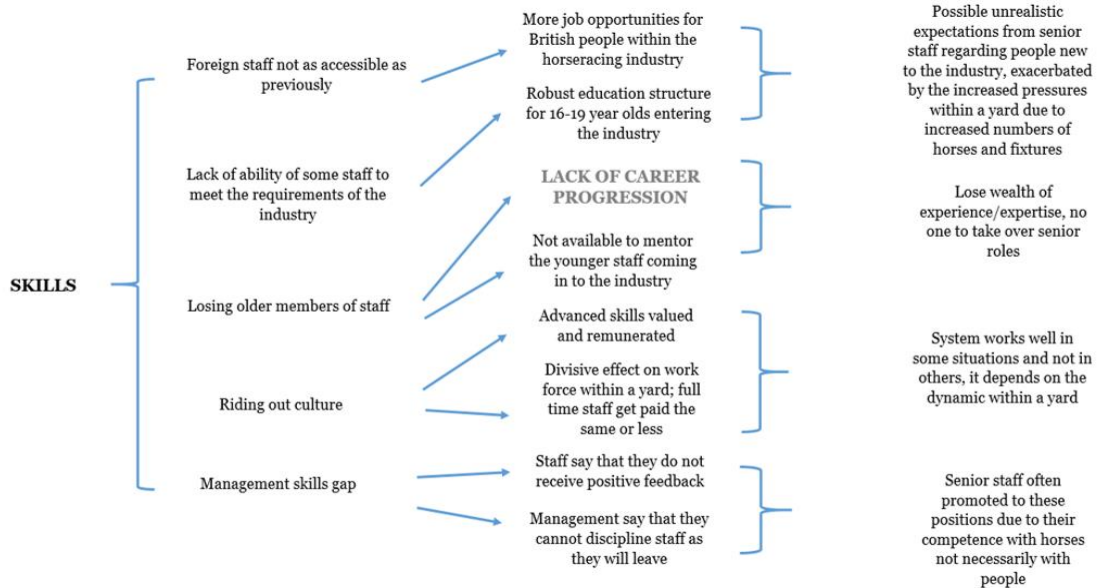 SKILLS
Foreign staff not as accessible as
previously
Lack of ability of some staff to
meet the requirements of the
industry
Losing older members of staff
Riding out culture
Management skills gap
More job opportunities for
British people within the
horseracing industry
Robust education structure
for 16-19 year olds entering
the industry
LACK OF CAREER
PROGRESSION
Not available to mentor
the younger staff coming
in to the industry
Advanced skills valued
and remunerated
Divisive effect on work
force within a yard; full
time staff get paid the
same or less
Staff say that they do not
receive positive feedback
Management say that they
cannot discipline staff as
they will leave
Possible unrealistic
expectations from senior
staff regarding people new
to the industry, exacerbated
by the increased pressures
within a yard due to
increased numbers of
horses and fixtures
Lose wealth of
experience/expertise, no
one to take over senior
roles
System works well in
some situations and not in
others, it depends on the
dynamic within a yard
Senior staff often
promoted to these
positions due to their
competence with horses
not necessarily with
people